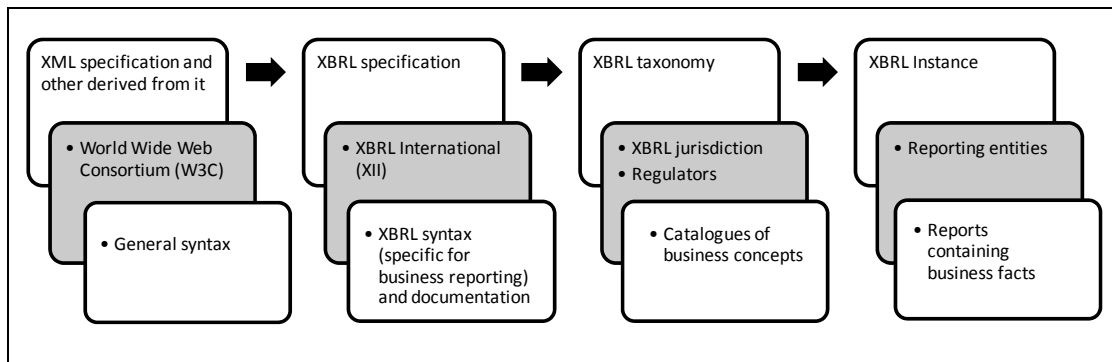 XML specification and
other derived from it
• World Wide Web
Consortium (W3C)
• General syntax
XBRL specification
• XBRL International
(XII)
• XBRL syntax
(specific for
business reporting)
and documentation
XBRL taxonomy
• XBRL jurisdiction
• Regulators
• Catalogues of
business concepts
XBRL Instance
• Reporting entities
• Reports
containing
business facts